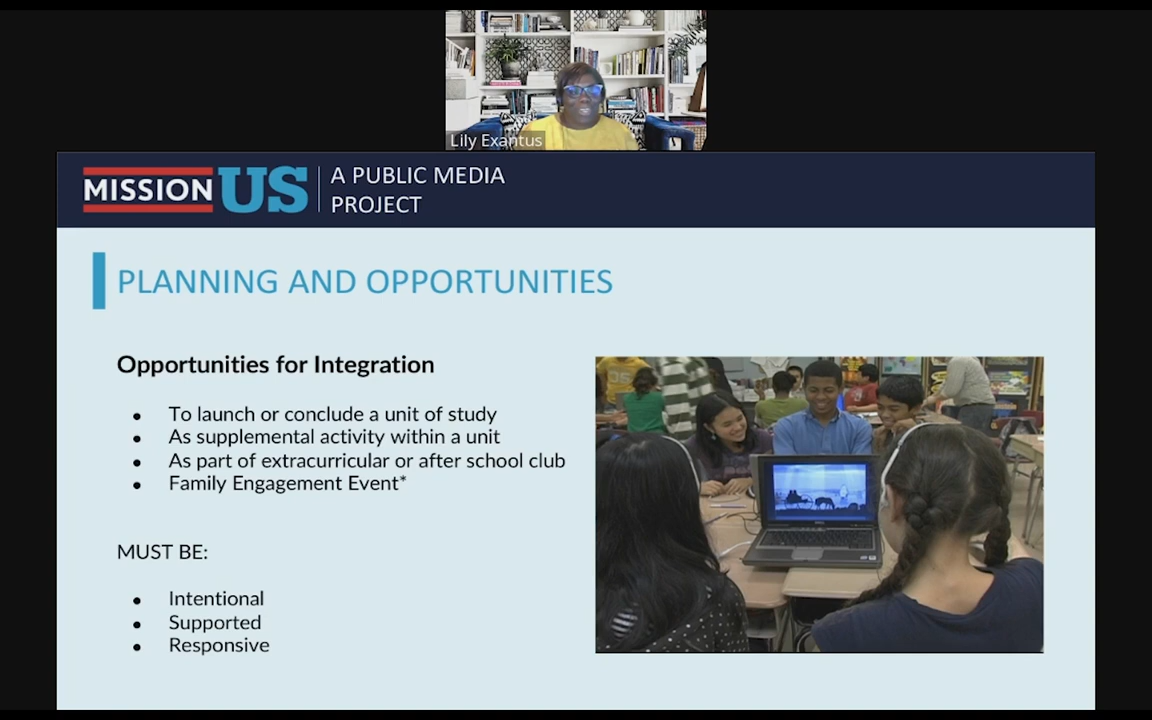 Lily Exantus
MISSION US
A PUBLIC MEDIA
PROJECT
PLANNING AND OPPORTUNITIES
Opportunities for Integration
● To launch or conclude a unit of study
● As supplemental activity within a unit
● As part of extracurricular or after school club
● Family Engagement Event*
MUST BE:
● Intentional
● Supported
● Responsive